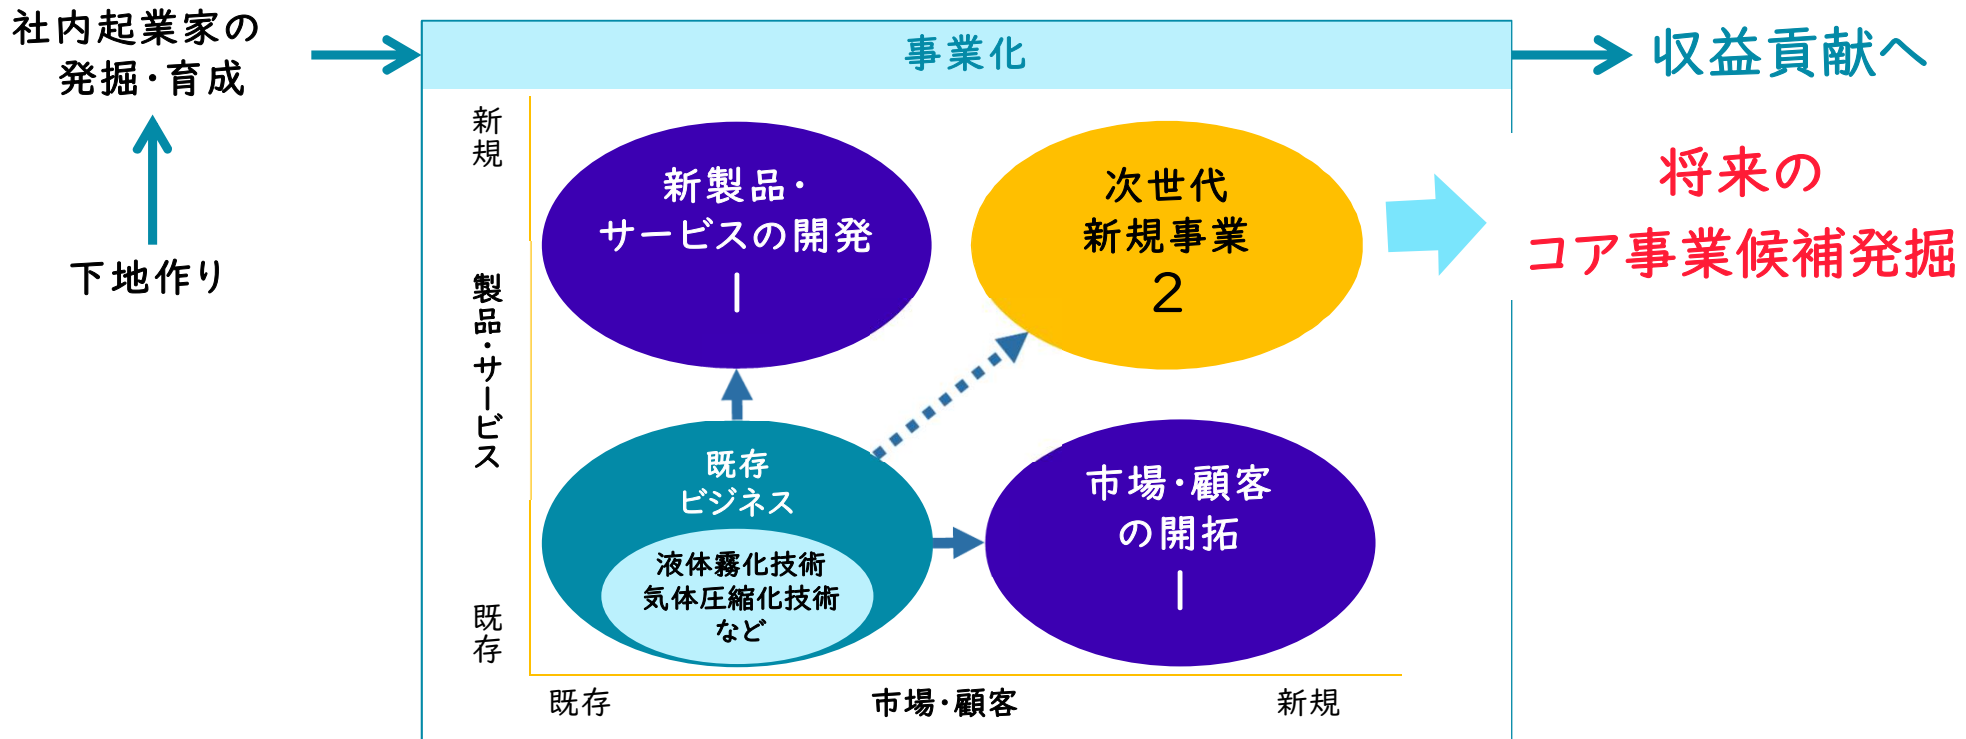 社内起業家の
発掘・育成
下地作り
事業化
収益貢献へ
将来の
コア事業候補発掘
新規
製品・サービス
既存
新製品・
サービスの開発
1
次世代
新規事業
2
既存
ビジネス
液体霧化技術
気体圧縮化技術
など
市場・顧客
の開拓
1
既存
市場・顧客
新規